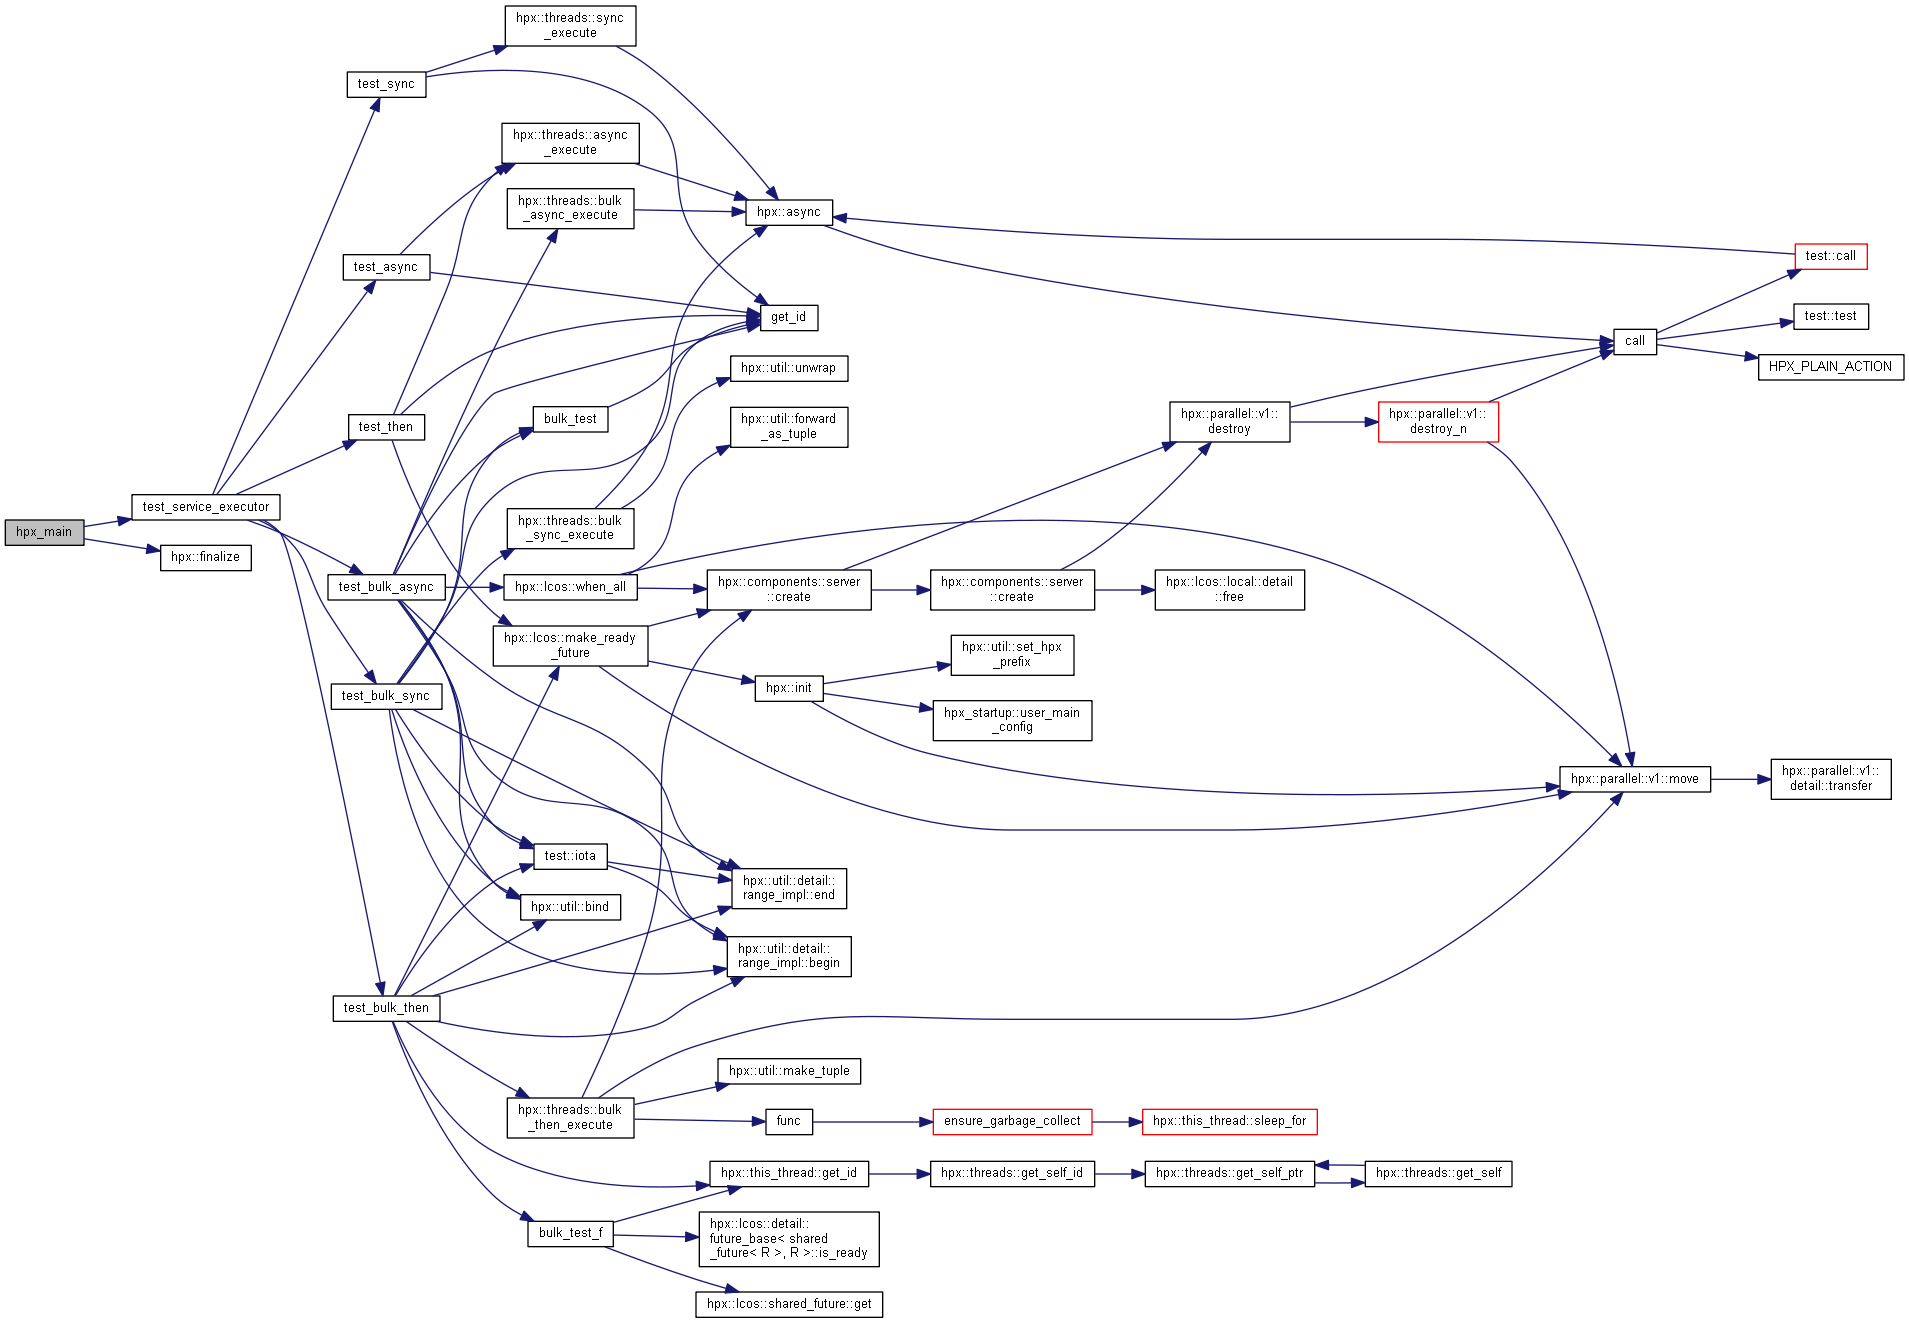 hpx::threads::sync
_execute
test_sync
hpx::threads::async
_execute
hpx::threads::bulk
_async_execute
hpx::async
test::call
test_async
get_id
test::test
call
hpx::util::unwrap
HPX_PLAIN_ACTION
hpx::util::forward
_as_tuple
bulk_test
test_then
hpx::parallel::v1::
destroy
hpx::parallel::v1::
destroy_n
test_service_executor
hpx_main
hpx::finalize
hpx::threads::bulk
_sync_execute
test_bulk_async
hpx::lcos::when_all
hpx::components::server
::create
hpx::components::server
::create
hpx::lcos::local::detail
::free
hpx::lcos::make_ready
_future
hpx::util::set_hpx
_prefix
test_bulk_sync
hpx::init
hpx_startup::user_main
_config
hpx::parallel::v1::move
hpx::parallel::v1::
detail::transfer
test::iota
hpx::util::detail::
range_impl::end
hpx::util::bind
hpx::util::detail::
range_impl::begin
test_bulk_then
hpx::util::make_tuple
hpx::threads::bulk
_then_execute
func
ensure_garbage_collect
hpx::this_thread::sleep_for
hpx::this_thread::get_id
hpx::threads::get_self_id
hpx::threads::get_self_ptr
hpx::threads::get_self
bulk_test_f
hpx::lcos::detail::
future_base< shared
_future< R >, R >::is_ready
hpx::lcos::shared_future::get